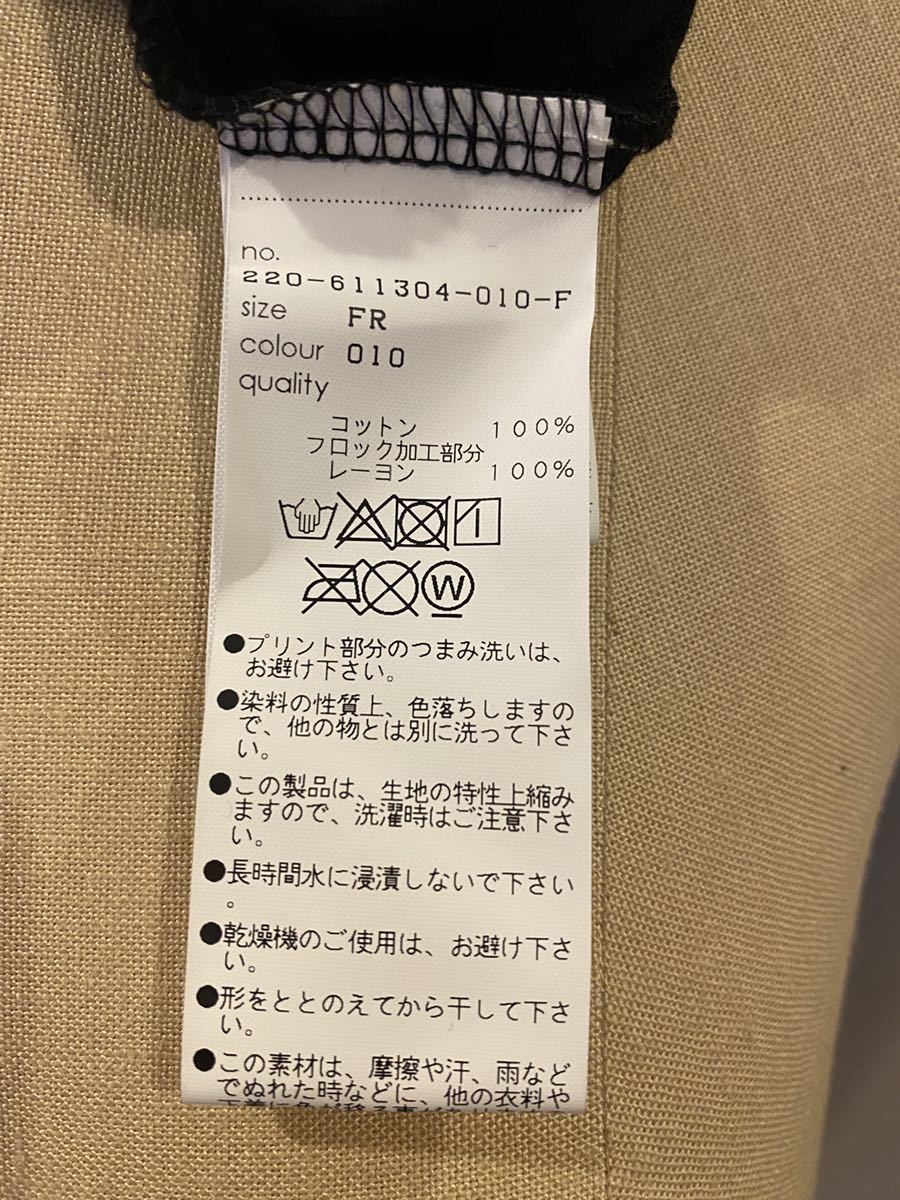 no.
220-611304-010-F
size FR
colour 010
quality
コットン 100%
フロック加工部分
レーヨン 100%
W
●プリント部分のつまみ洗いは、
お避け下さい。
●染料の性質上、色落ちしますの
で、他の物とは別に洗って下さ
い。
●この製品は、生地の特性上縮み
ますので、洗濯時はご注意下さ
い。
●長時間水に浸漬しないで下さい
。
●乾燥機のご使用は、お避け下さ
い。
●形をととのえてから干して下さ
い。
●この素材は、摩擦や汗、雨など
でぬれた時などに、他の衣料や